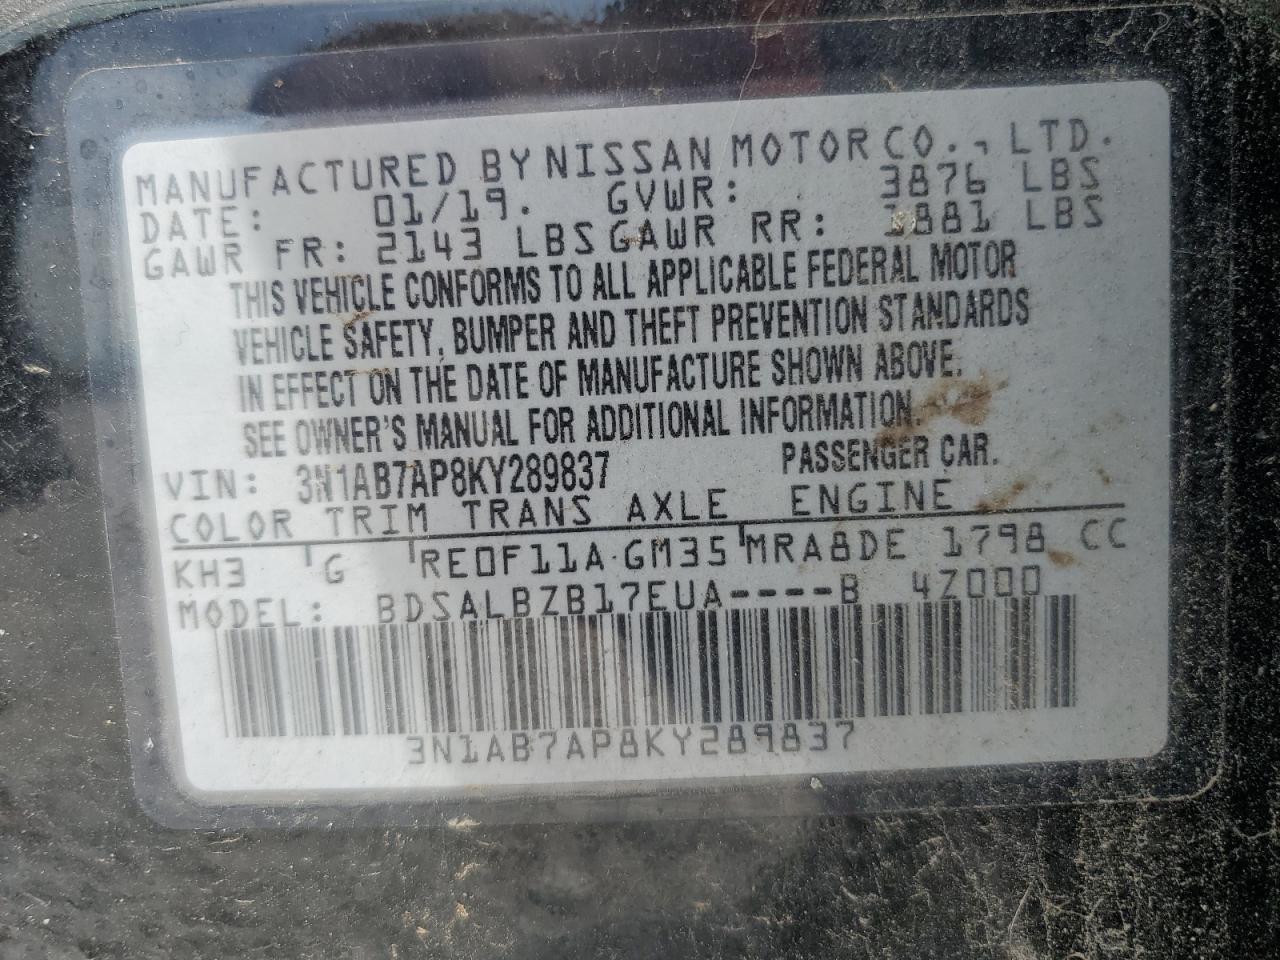 MANUFACTURED BY NISSAN MOTOR CO., LTD.
DATE: 01/19. GVWR: 3876 LBS
GAWR FR: 2143 LBS GAWR RR: 1881 LBS
THIS VEHICLE CONFORMS TO ALL APPLICABLE FEDERAL MOTOR
VEHICLE SAFETY, BUMPER AND THEFT PREVENTION STANDARDS
IN EFFECT ON THE DATE OF MANUFACTURE SHOWN ABOVE.
SEE OWNER'S MANUAL FOR ADDITIONAL INFORMATION.
VIN: 3N1AB7AP8KY289837 PASSENGER CAR.
COLOR TRIM TRANS AXLE ENGINE
KH3 G RE0F11A GM35 MRA8DE 1798 CC
MODEL: BDSALBZB17EUA----B 4Z000
3N1AB7AP8KY289837